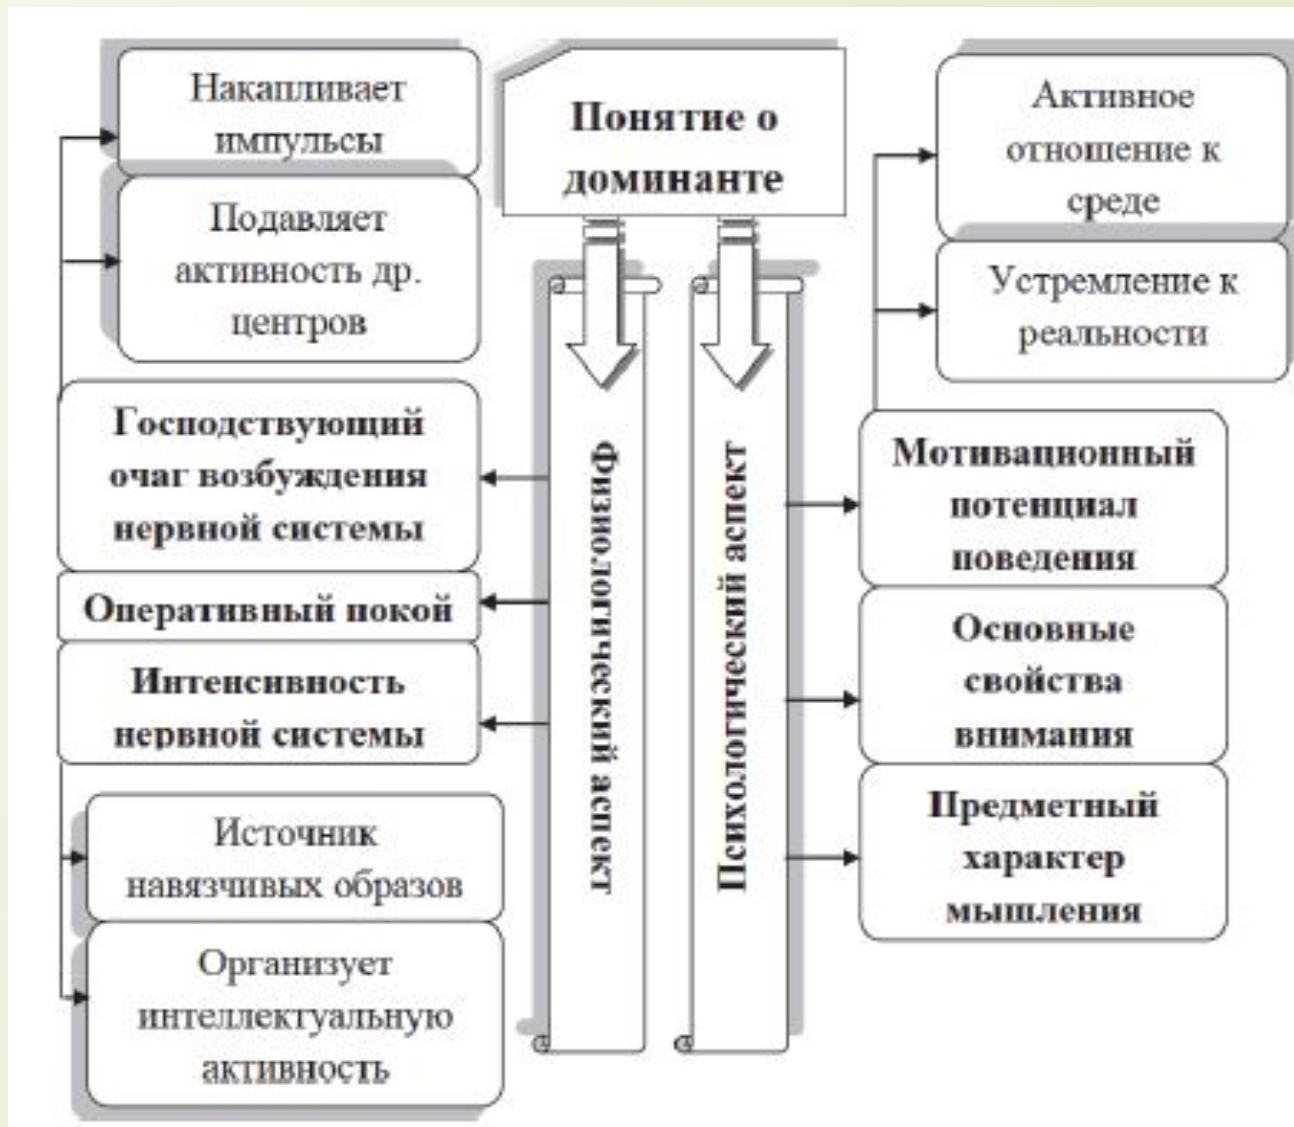 Понятие о
доминанте
Накапливает
импульсы
Подавляет
активность др.
центров
Господствующий
очаг возбуждения
нервной системы
Оперативный покой
Интенсивность
нервной системы
Источник
навязчивых образов
Организует
интеллектуальную
активность
Физиологический аспект
Психологический аспект
Активное
отношение к
среде
Устремление к
реальности
Мотивационный
потенциал
поведения
Основные
свойства
внимания
Предметный
характер
мышления